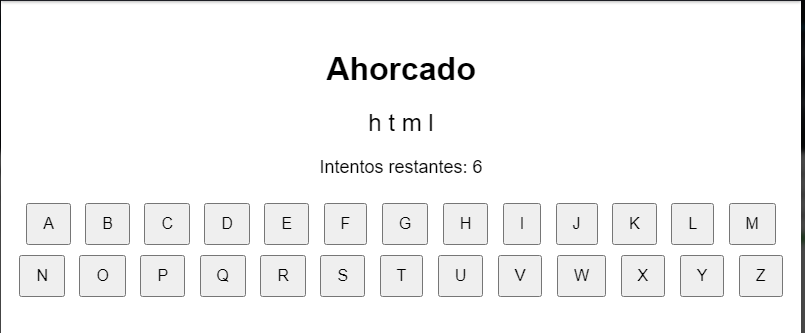 Ahorcado
h t m l
Intentos restantes: 6
A B C D E F G H I J K L M
N O P Q R S T U V W X Y Z